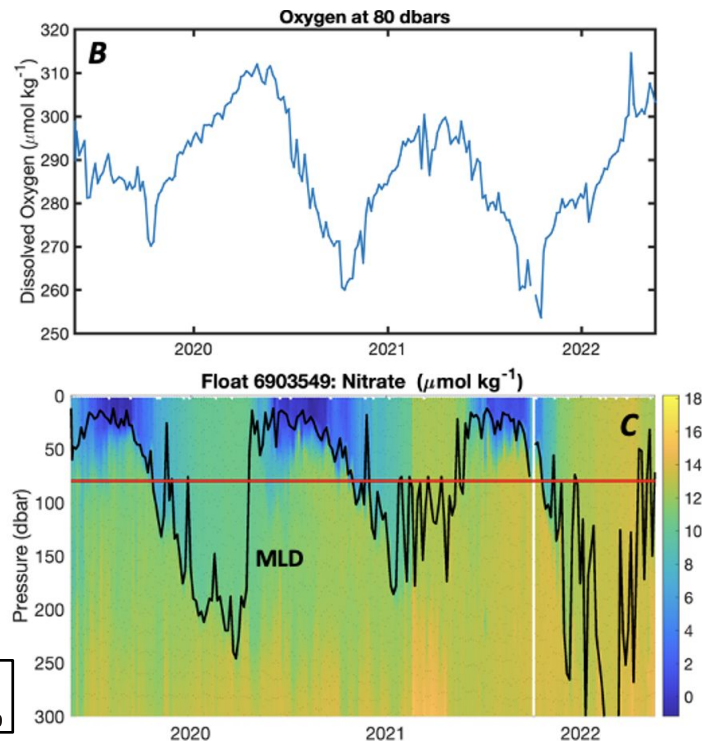 Oxygen at 80 dbars
B
320
310
300
290
280
270
260
250
Dissolved Oxygen (μmol kg⁻¹)
2020 2021 2022
Float 6903549: Nitrate (μmol kg⁻¹)
C
0
50
100
150
200
250
300
Pressure (dbar)
MLD
18
16
14
12
10
8
6
4
2
0
2020 2021 2022